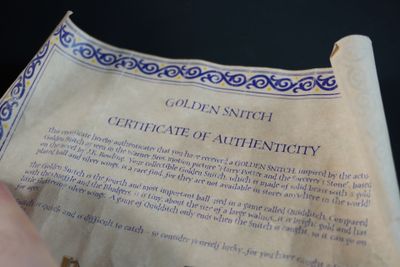 GOLDEN SNITCH
CERTIFICATE OF AUTHENTICITY
This certificate hereby authenticates that you have received a GOLDEN SNITCH, inspired by the actual
Golden Snitch as seen in the Warner Bros. motion picture "Harry Potter and the Sorcerer's Stone", based
on the novel by J.K. Rowling. Your collectible Golden Snitch, which is made of solid brass with a gold
plated ball and silver wings, is a rare find, for they are not available in stores anywhere in the world!
The Golden Snitch is the fourth and most important ball used in a game called Quidditch. Compared
with the Quaffle and the Bludgers, it is tiny, about the size of a large walnut, it is bright gold and has
little fluttering silver wings. A game of Quidditch only ends when the Snitch is caught, so it can go on
for ages
Snitch is quick and is difficult to catch - so consider yourself lucky, for you have caught a